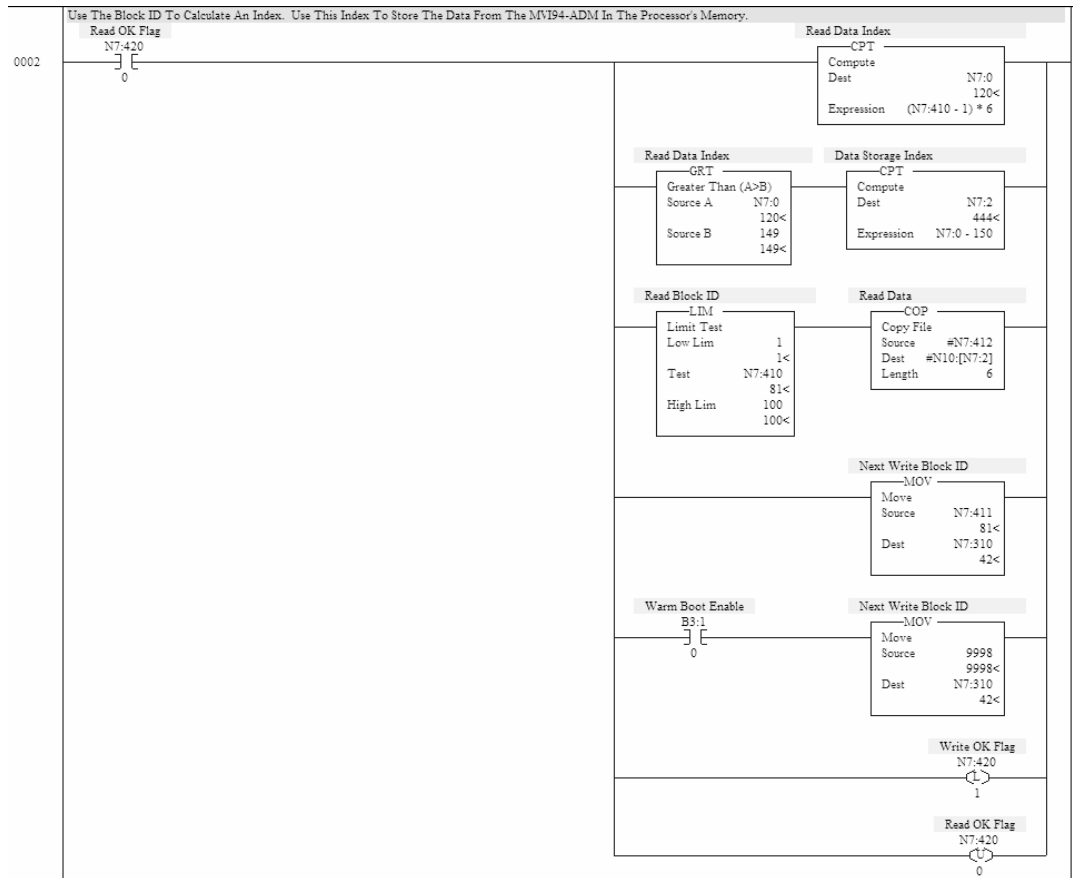 Use The Block ID To Calculate An Index. Use This Index To Store The Data From The MVI94-ADM In The Processor's Memory.
Read OK Flag
N7:420
0
0002
Read Data Index
CPT
Compute
Dest N7:0
120<
Expression (N7:410 - 1) * 6
Read Data Index
GRT
Greater Than (A>B)
Source A N7:0
120<
Source B 149
149<
Data Storage Index
CPT
Compute
Dest N7:2
444<
Expression N7:0 - 150
Read Block ID
LIM
Limit Test
Low Lim 1
1<
Test N7:410
81<
High Lim 100
100<
Read Data
COP
Copy File
Source #N7:412
Dest #N10:[N7:2]
Length 6
Next Write Block ID
MOV
Move
Source N7:411
81<
Dest N7:310
42<
Warm Boot Enable
B3:1
0
Next Write Block ID
MOV
Move
Source 9998
9998<
Dest N7:310
42<
Write OK Flag
N7:420
L
1
Read OK Flag
N7:420
U
0